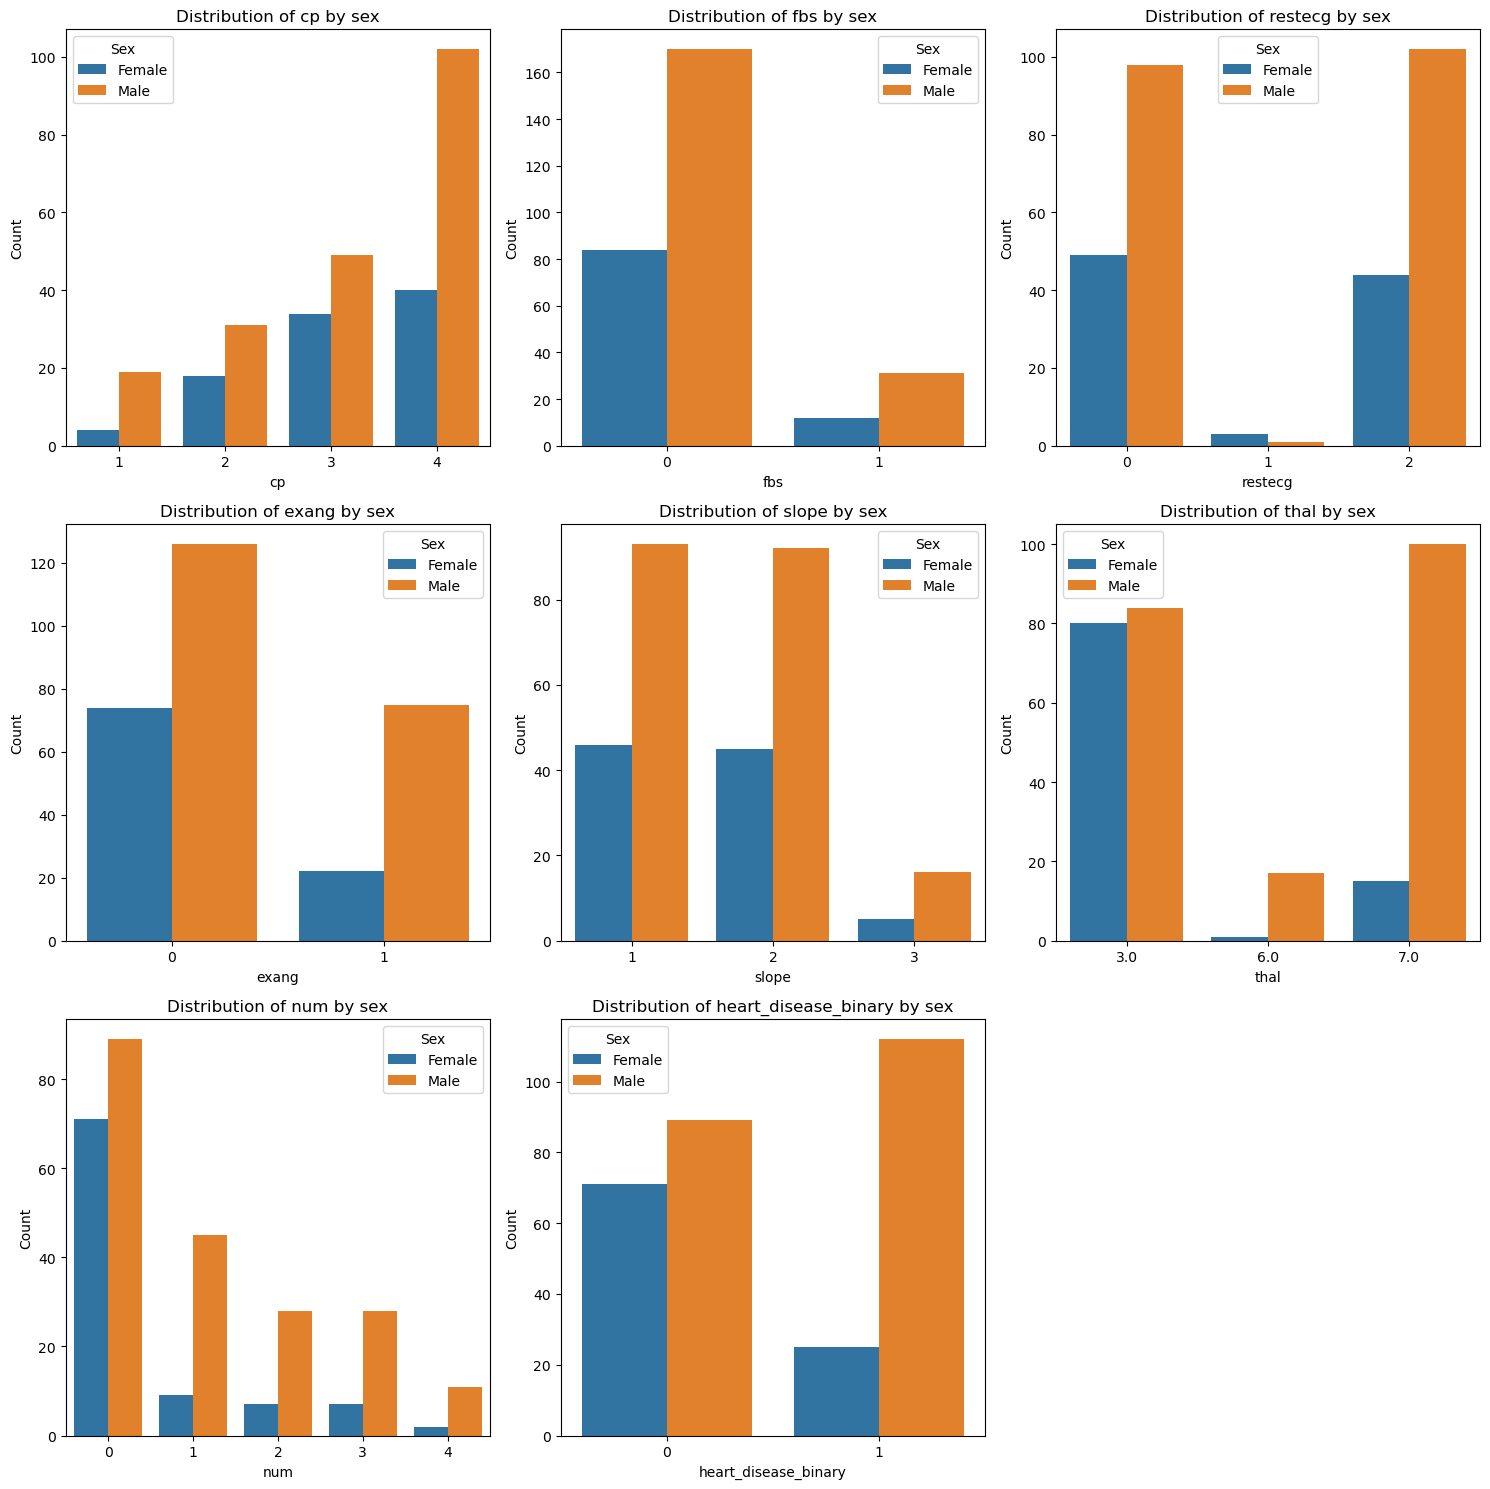 Distribution of cp by sex
Count
100
80
60
40
20
0
Sex
Female
Male
1 2 3 4
cp
Distribution of fbs by sex
Count
160
140
120
100
80
60
40
20
0
Sex
Female
Male
0 1
fbs
Distribution of restecg by sex
Count
100
80
60
40
20
0
Sex
Female
Male
0 1 2
restecg
Distribution of exang by sex
Count
120
100
80
60
40
20
0
Sex
Female
Male
0 1
exang
Distribution of slope by sex
Count
80
60
40
20
0
Sex
Female
Male
1 2 3
slope
Distribution of thal by sex
Count
100
80
60
40
20
0
Sex
Female
Male
3.0 6.0 7.0
thal
Distribution of num by sex
Count
80
60
40
20
0
Sex
Female
Male
0 1 2 3 4
num
Distribution of heart_disease_binary by sex
Count
100
80
60
40
20
0
Sex
Female
Male
0 1
heart_disease_binary